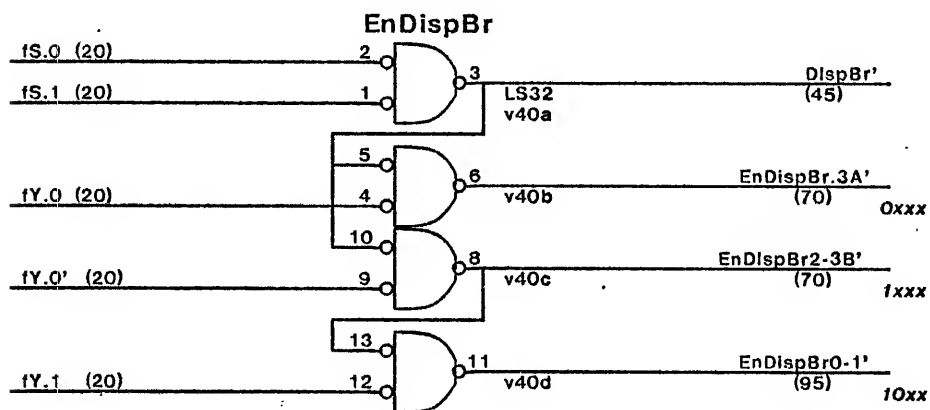 EnDispBr
fS.0 (20) 2 3 DispBr'
fS.1 (20) 1 LS32 (45)
v40a
5 6 EnDispBr.3A'
fY.0 (20) 4 v40b (70) 0xxx
10 8 EnDispBr2-3B'
fY.0' (20) 9 v40c (70) 1xxx
13 11 EnDispBr0-1'
fY.1 (20) 12 v40d (95) 10xx